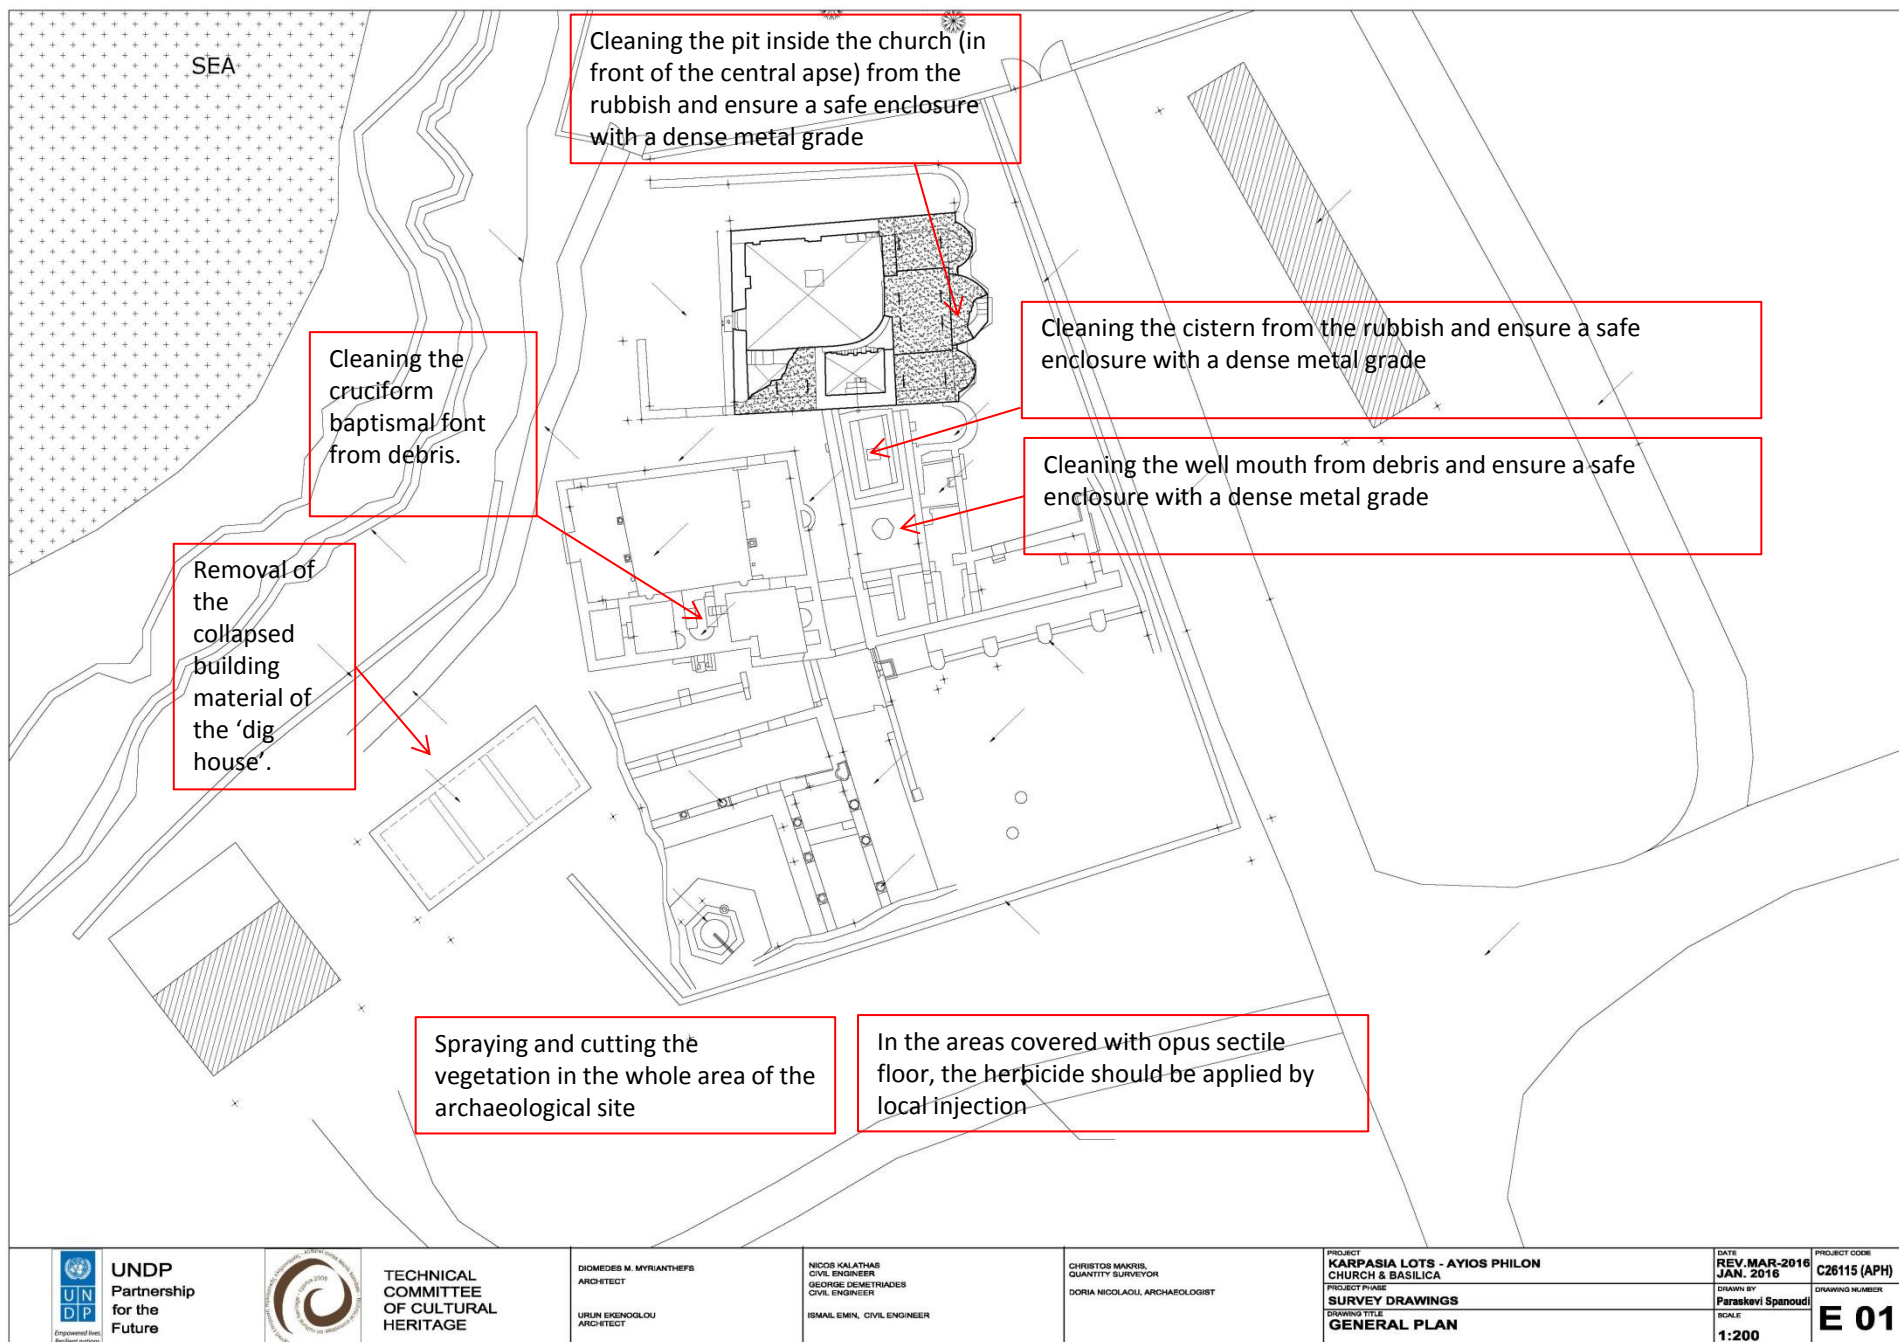 SEA
Cleaning the pit inside the church (in
front of the central apse) from the
rubbish and ensure a safe enclosure
with a dense metal grade
Cleaning the
cruciform
baptismal font
from debris.
Cleaning the cistern from the rubbish and ensure a safe
enclosure with a dense metal grade
Cleaning the well mouth from debris and ensure a safe
enclosure with a dense metal grade
Removal of
the
collapsed
building
material of
the ‘dig
house’.
Spraying and cutting the
vegetation in the whole area of the
archaeological site
In the areas covered with opus sectile
floor, the herbicide should be applied by
local injection
UN
DP
Empowered lives.
Resilient nations.
UNDP
Partnership
for the
Future
TECHNICAL
COMMITTEE
OF CULTURAL
HERITAGE
DIOMEDES M. MYRIANTHEFS
ARCHITECT
URUN EKENOGLOU
ARCHITECT
NICOS KALATHAS
CIVIL ENGINEER
GEORGE DEMETRIADES
CIVIL ENGINEER
ISMAIL EMIN, CIVIL ENGINEER
CHRISTOS MAKRIS,
QUANTITY SURVEYOR
DORIA NICOLAOU, ARCHAEOLOGIST
PROJECT
KARPASIA LOTS - AYIOS PHILON
CHURCH & BASILICA
PROJECT PHASE
SURVEY DRAWINGS
DRAWING TITLE
GENERAL PLAN
DATE
REV.MAR-2016
JAN. 2016
DRAWN BY
Paraskevi Spanoudi
SCALE
1:200
PROJECT CODE
C26115 (APH)
DRAWING NUMBER
E 01